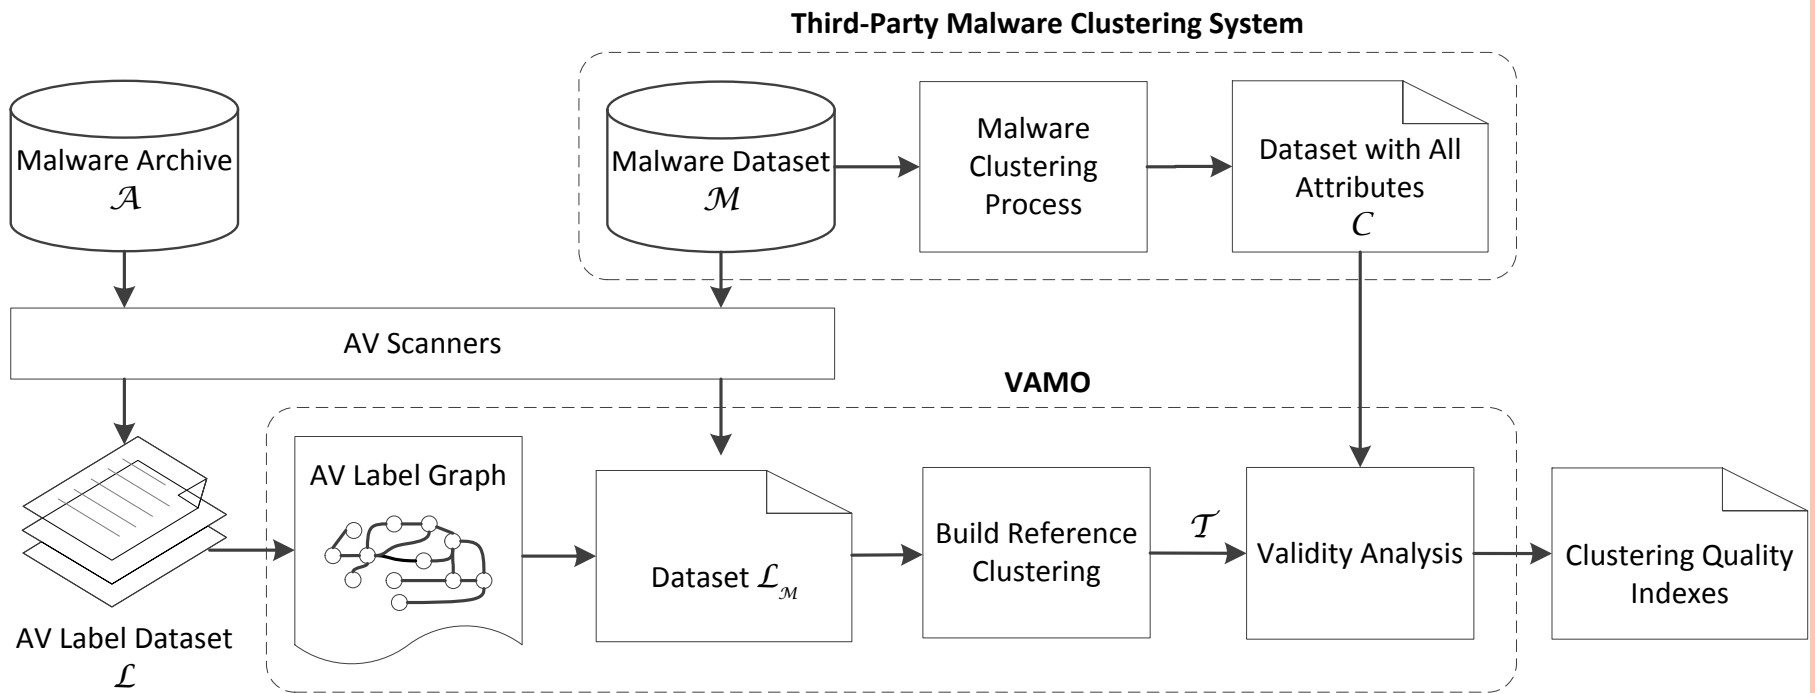 Third-Party Malware Clustering System
Malware Archive
𝒜
Malware Dataset
ℳ
Malware
Clustering
Process
Dataset with All
Attributes
C
AV Scanners
VAMO
AV Label Dataset
ℒ
AV Label Graph
Dataset ℒ_ℳ
Build Reference
Clustering
𝒯
Validity Analysis
Clustering Quality
Indexes